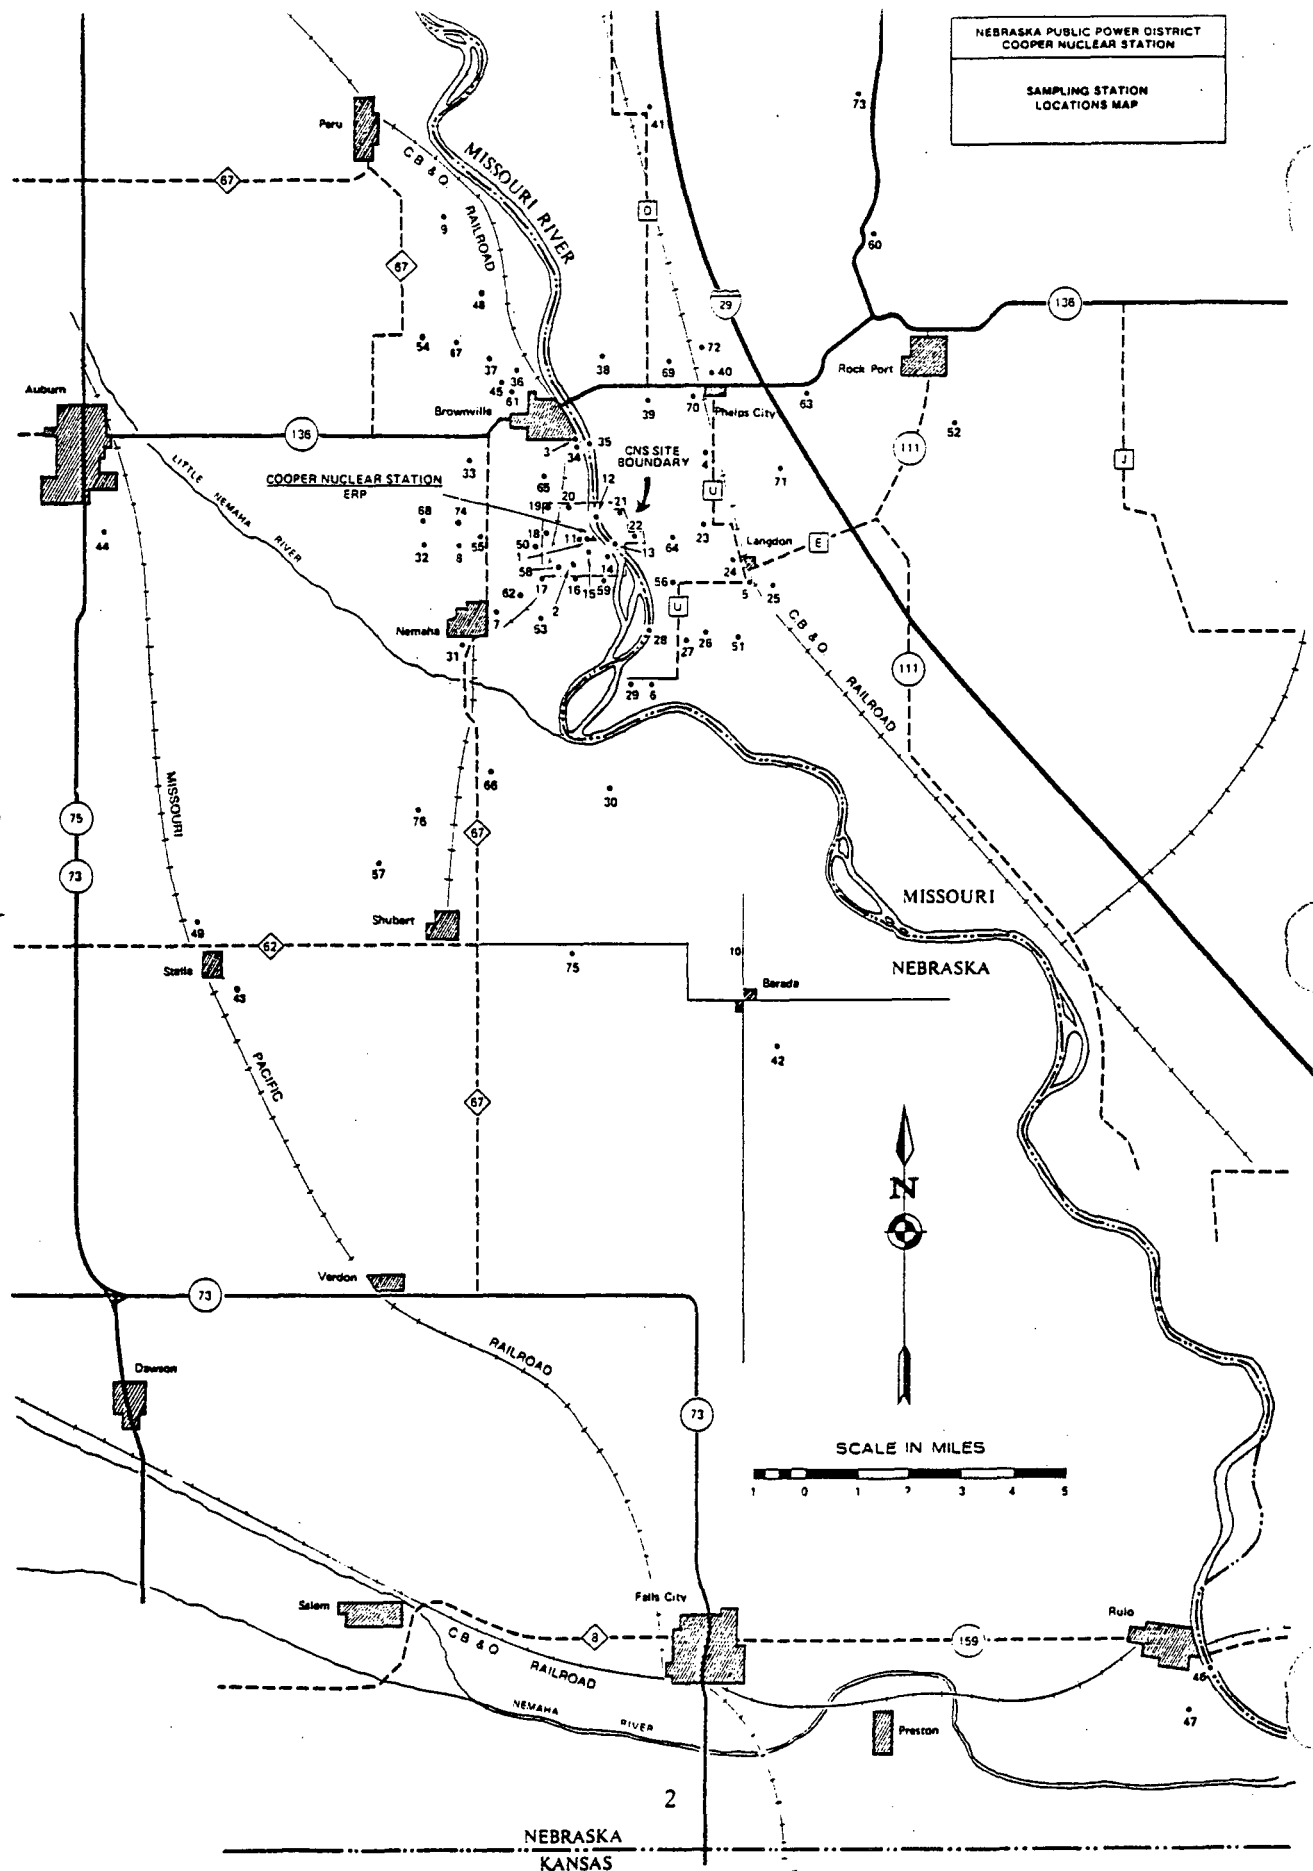 NEBRASKA PUBLIC POWER DISTRICT
COOPER NUCLEAR STATION
SAMPLING STATION
LOCATIONS MAP
73
Peru
41
MISSOURI RIVER
C B & Q
RAILROAD
67
D
9
60
67
48
29
136
54
67
37
38
72
69
40
Rock Port
36
45
61
Auburn
Brownville
39
70
Phelps City
63
52
136
3
35
34
CNS SITE
BOUNDARY
4
111
J
LITTLE
NEMAHA
RIVER
33
COOPER NUCLEAR STATION
ERP
65
12
71
U
68
74
19
20
21
22
44
18
11
23
Langdon
E
32
8
55
50
1
13
64
14
24
58
56
17
16
15
59
5
25
62
2
U
C B & Q
RAILROAD
Nemaha
7
53
28
27
26
51
31
111
29
6
MISSOURI
66
30
75
76
67
57
73
MISSOURI
Shubert
49
62
75
10
NEBRASKA
Stella
43
Barada
42
PACIFIC
67
N
73
Verdon
RAILROAD
Dawson
73
SCALE IN MILES
1 0 1 2 3 4 5
Falls City
Salem
Rulo
8
159
C B & Q
RAILROAD
46
NEMAHA
RIVER
47
Preston
2
NEBRASKA
KANSAS